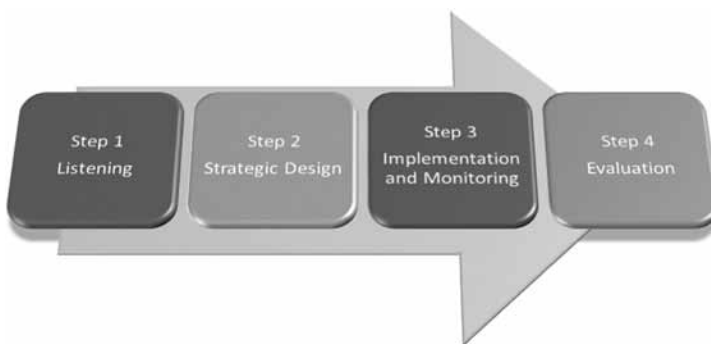 Step 1
Listening
Step 2
Strategic Design
Step 3
Implementation
and Monitoring
Step 4
Evaluation